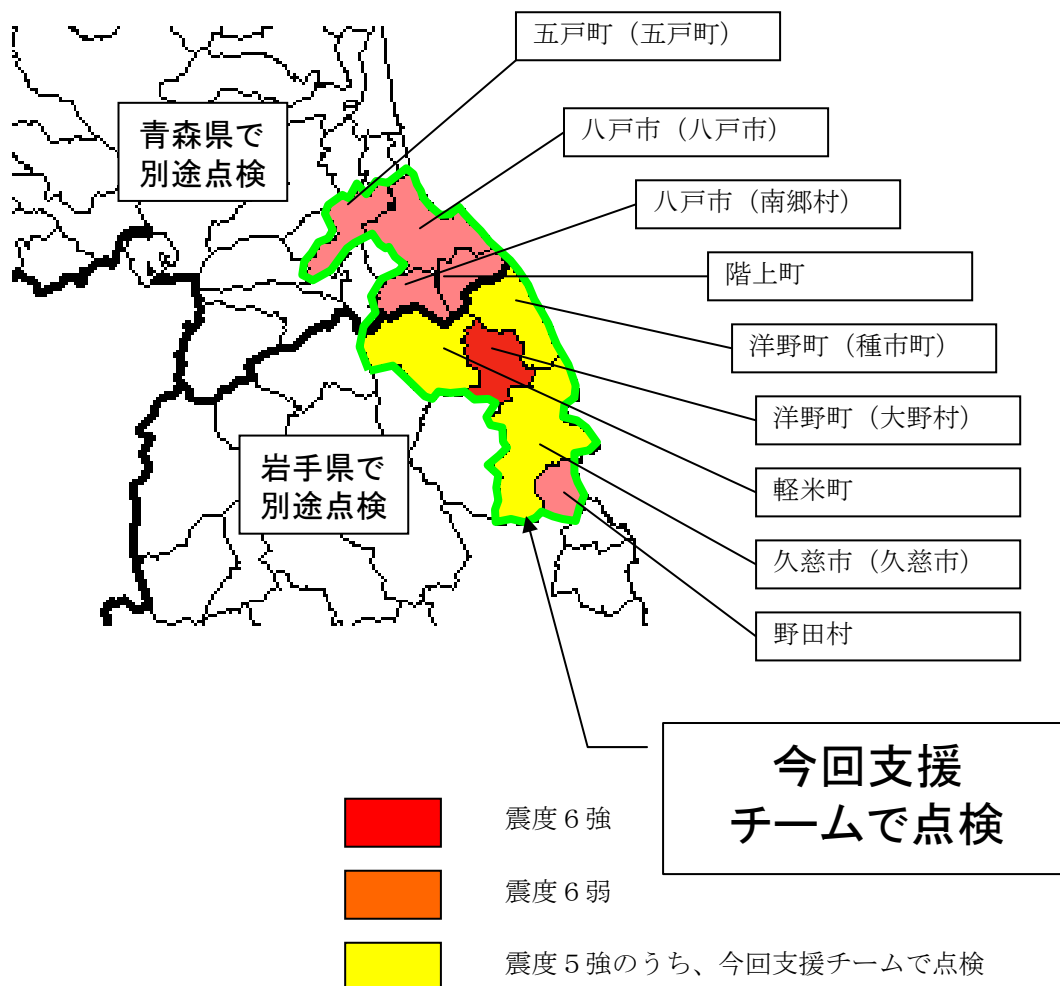 五戸町（五戸町）
八戸市（八戸市）
青森県で
別途点検
八戸市（南郷村）
階上町
洋野町（種市町）
洋野町（大野村）
岩手県で
別途点検
軽米町
久慈市（久慈市）
野田村
今回支援
チームで点検
震度６強
震度６弱
震度５強のうち、今回支援チームで点検